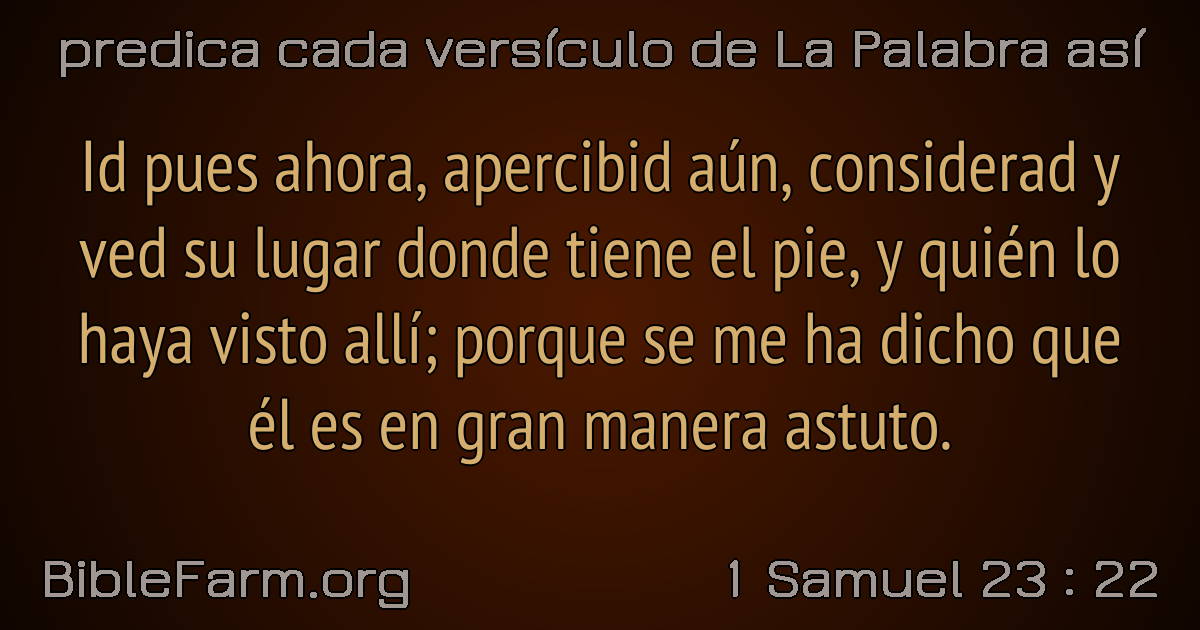 predica cada versículo de La Palabra así
Id pues ahora, apercibid aún, considerad y
ved su lugar donde tiene el pie, y quién lo
haya visto allí; porque se me ha dicho que
él es en gran manera astuto.
BibleFarm.org
1 Samuel 23 : 22